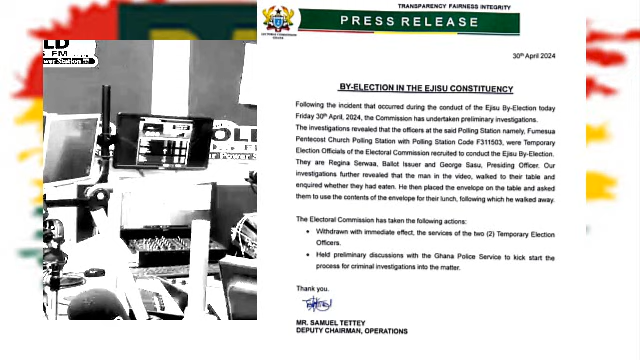 TRANSPARENCY FAIRNESS INTEGRITY
PRESS RELEASE
30th April 2024
BY-ELECTION IN THE EJISU CONSTITUENCY
Following the incident that occurred during the conduct of the Ejisu By-Election today
Friday 30th April, 2024, the Commission has undertaken preliminary investigations.
The investigations revealed that the officers at the said Polling Station namely, Fumesua
Pentecost Church Polling Station with Polling Station Code F311503, were Temporary
Election Officials of the Electoral Commission recruited to conduct the Ejisu By-Election.
They are Regina Serwaa, Ballot Issuer and George Sasu, Presiding Officer. Our
investigations further revealed that the man in the video, walked to their table and
enquired whether they had eaten. He then placed the envelope on the table and asked
them to use the contents of the envelope for their lunch, following which he walked away.
The Electoral Commission has taken the following actions:
• Withdrawn with immediate effect, the services of the two (2) Temporary Election
Officers.
• Held preliminary discussions with the Ghana Police Service to kick start the
process for criminal investigations into the matter.
Thank you.
MR. SAMUEL TETTEY
DEPUTY CHAIRMAN, OPERATIONS
OLD
FM
ower Station
OLD